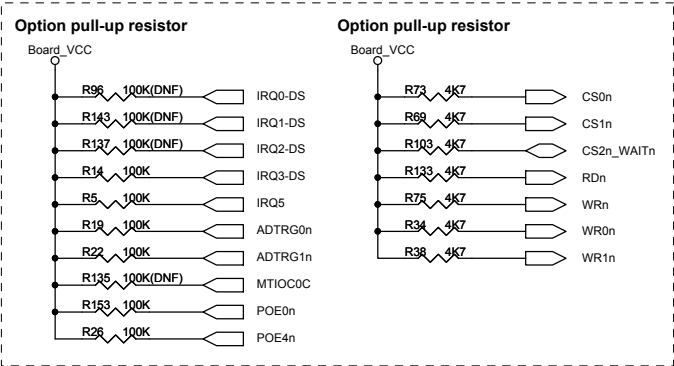 Option pull-up resistor
Board_VCC
R96 100K(DNF) IRQ0-DS
R143 100K(DNF) IRQ1-DS
R137 100K(DNF) IRQ2-DS
R14 100K IRQ3-DS
R5 100K IRQ5
R19 100K ADTRG0n
R22 100K ADTRG1n
R135 100K(DNF) MTIOC0C
R153 100K POE0n
R26 100K POE4n
Option pull-up resistor
Board_VCC
R73 4K7 CS0n
R69 4K7 CS1n
R103 4K7 CS2n_WAITn
R133 4K7 RDn
R75 4K7 WRn
R34 4K7 WR0n
R38 4K7 WR1n